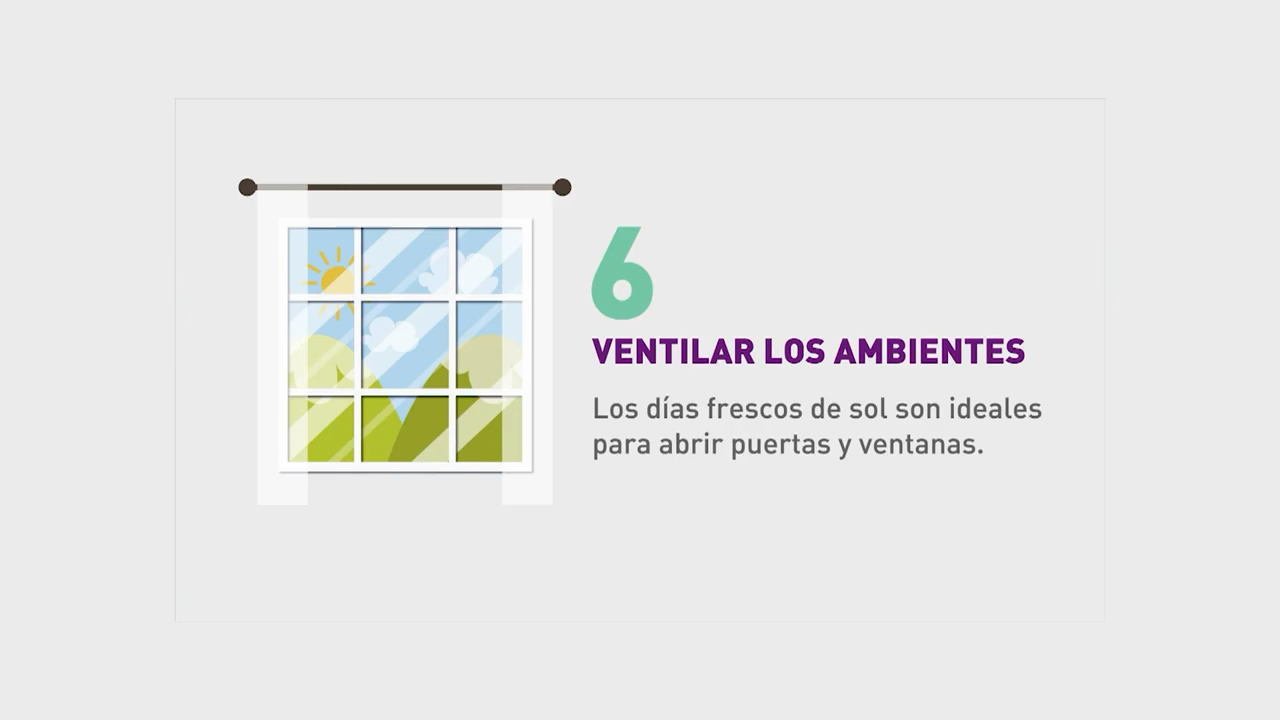 6
VENTILAR LOS AMBIENTES
Los días frescos de sol son ideales
para abrir puertas y ventanas.